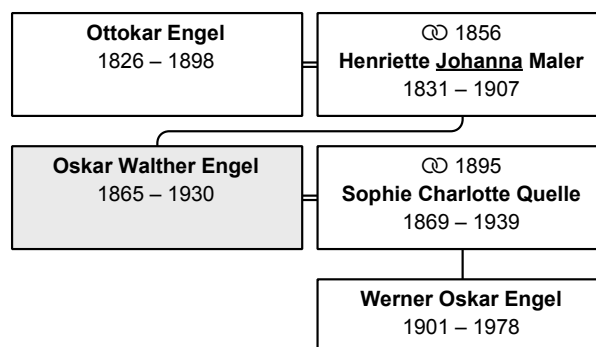 Ottokar Engel
1826 – 1898
⚭ 1856
Henriette Johanna Maler
1831 – 1907
Oskar Walther Engel
1865 – 1930
⚭ 1895
Sophie Charlotte Quelle
1869 – 1939
Werner Oskar Engel
1901 – 1978